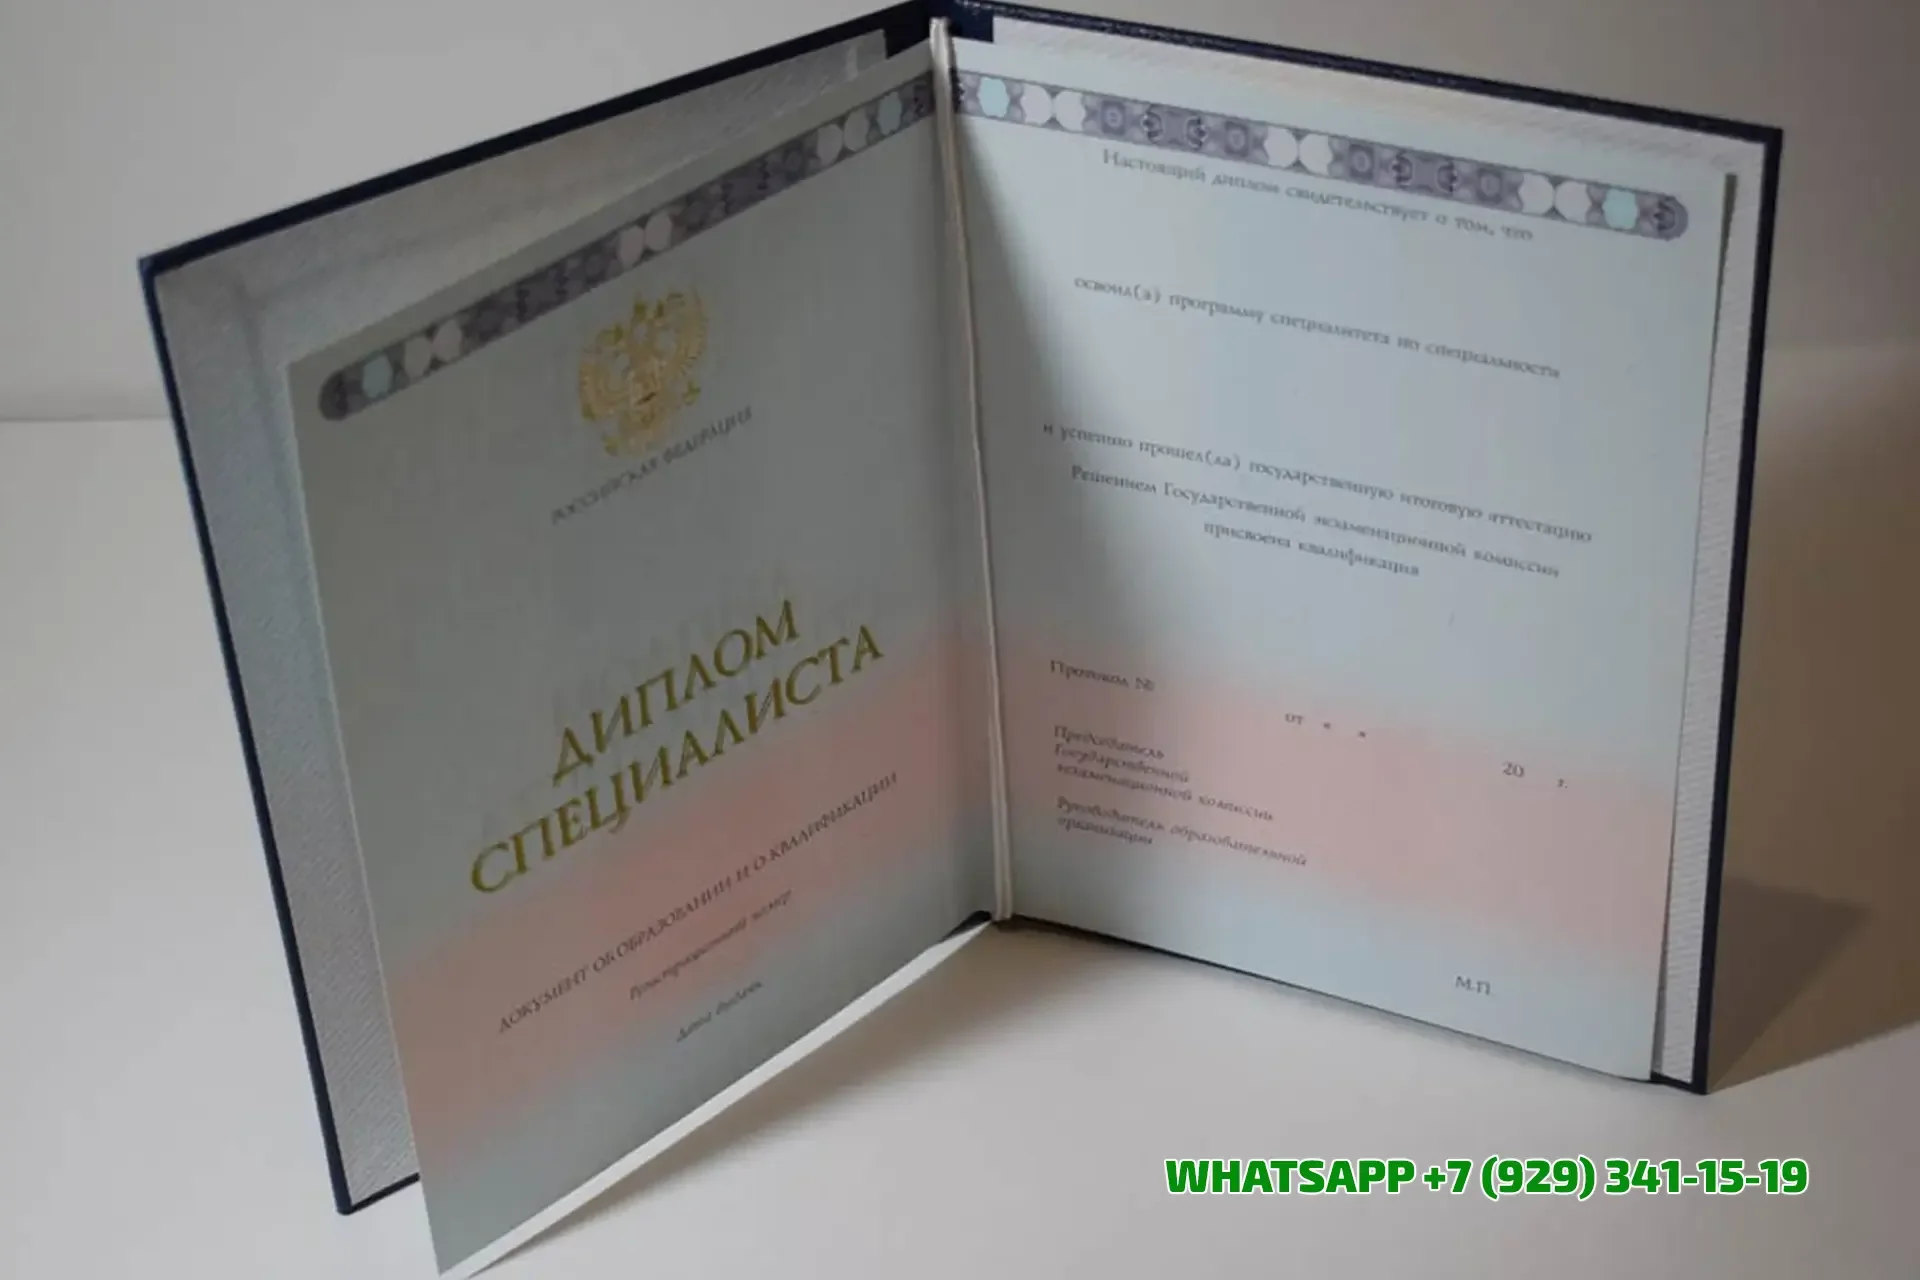 РОССИЙСКАЯ ФЕДЕРАЦИЯ
ДИПЛОМ
СПЕЦИАЛИСТА
ДОКУМЕНТ ОБ ОБРАЗОВАНИИ И О КВАЛИФИКАЦИИ
Регистрационный номер
Дата выдачи
Настоящий диплом свидетельствует о том, что
освоил(а) программу специалитета по специальности
и успешно прошел(ла) государственную итоговую аттестацию
Решением Государственной экзаменационной комиссии
присвоена квалификация
Протокол №
от « »
20 г.
Председатель
Государственной
экзаменационной комиссии
Руководитель образовательной
организации
М.П.
WHATSAPP +7 (929) 341-15-19